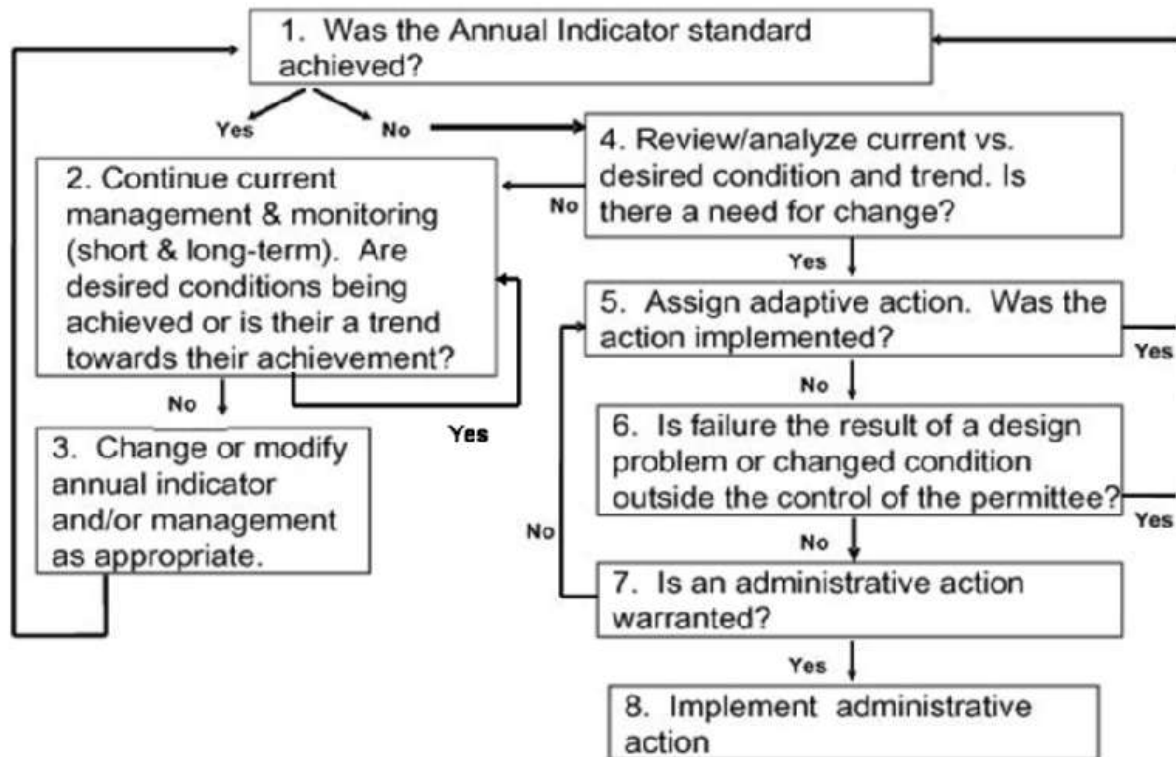 1. Was the Annual Indicator standard
achieved?
Yes
No
4. Review/analyze current vs.
desired condition and trend. Is
there a need for change?
No
Yes
2. Continue current
management & monitoring
(short & long-term). Are
desired conditions being
achieved or is their a trend
towards their achievement?
No
Yes
3. Change or modify
annual indicator
and/or management
as appropriate.
5. Assign adaptive action. Was the
action implemented?
Yes
No
6. Is failure the result of a design
problem or changed condition
outside the control of the permittee?
Yes
No
No
7. Is an administrative action
warranted?
Yes
8. Implement administrative
action